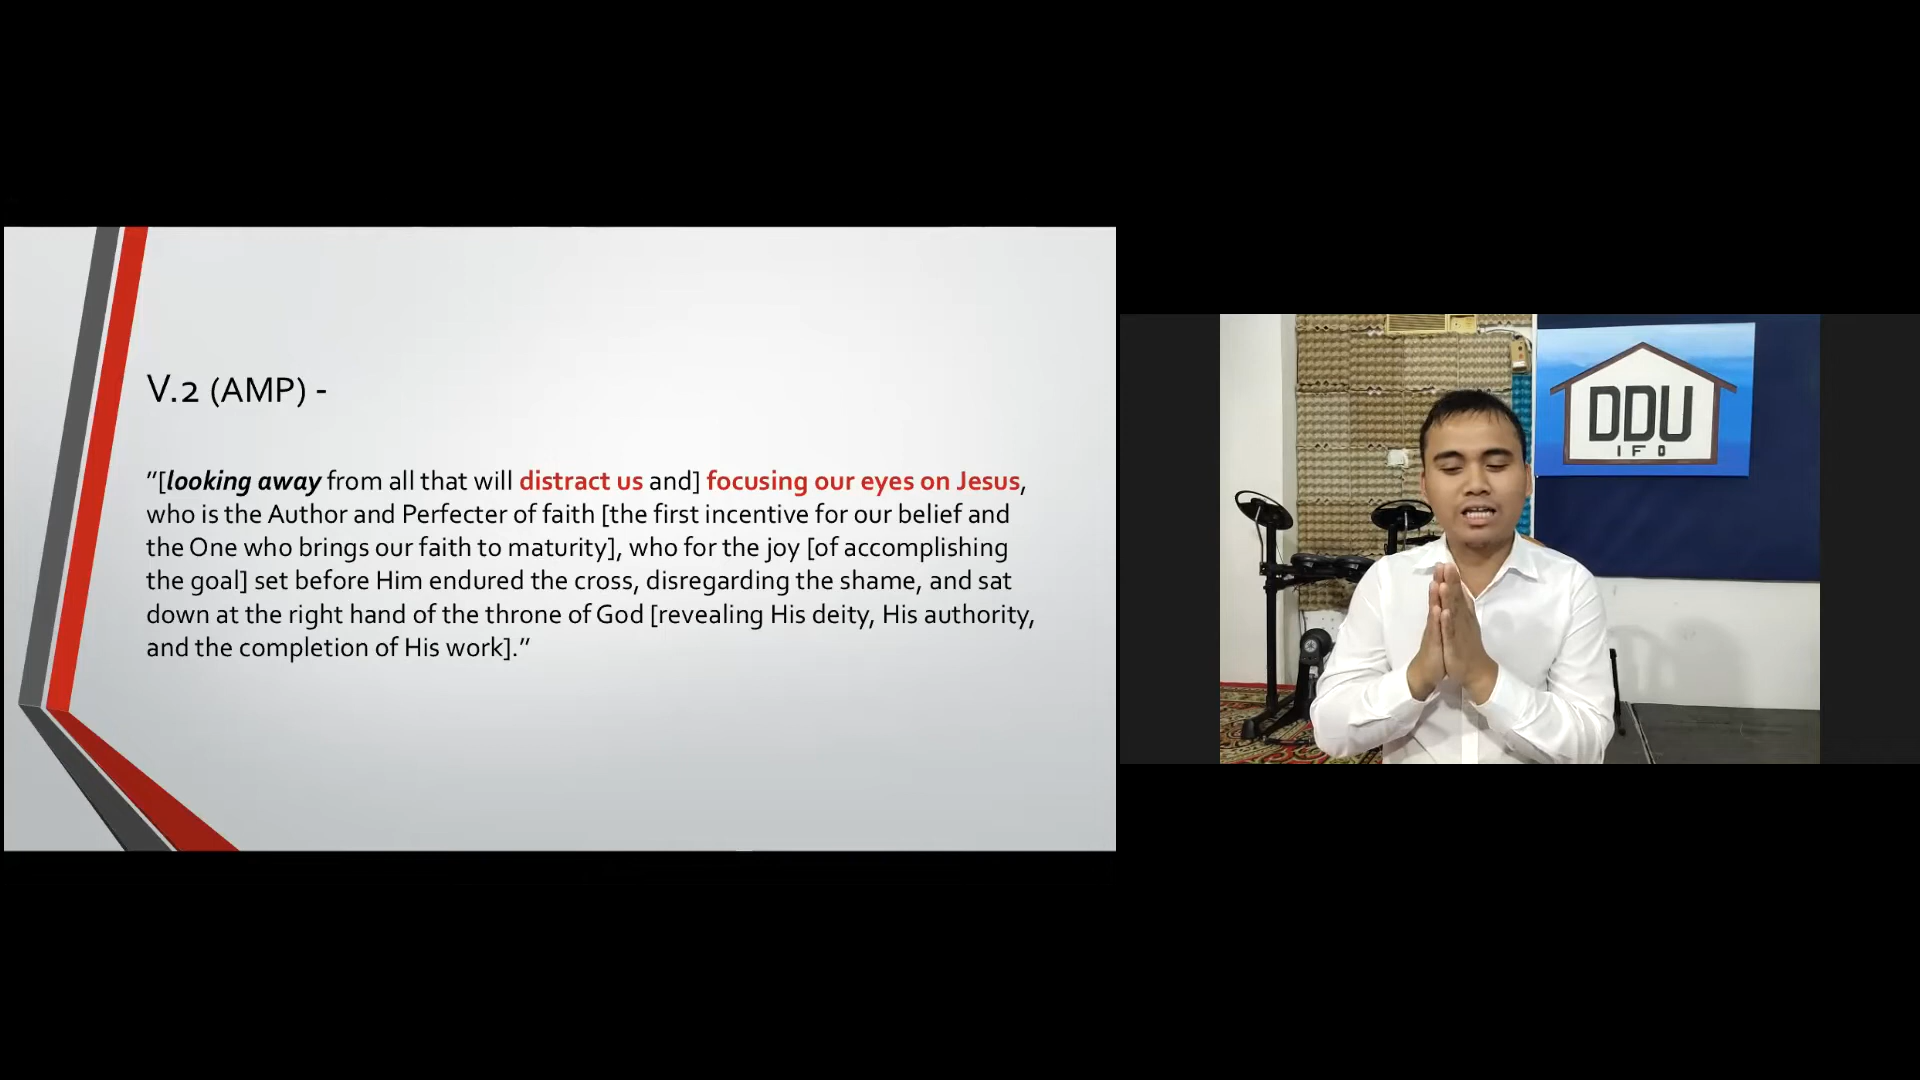 V.2 (AMP) -
"[looking away from all that will distract us and] focusing our eyes on Jesus,
who is the Author and Perfecter of faith [the first incentive for our belief and
the One who brings our faith to maturity], who for the joy [of accomplishing
the goal] set before Him endured the cross, disregarding the shame, and sat
down at the right hand of the throne of God [revealing His deity, His authority,
and the completion of His work]."
DDU
IFO